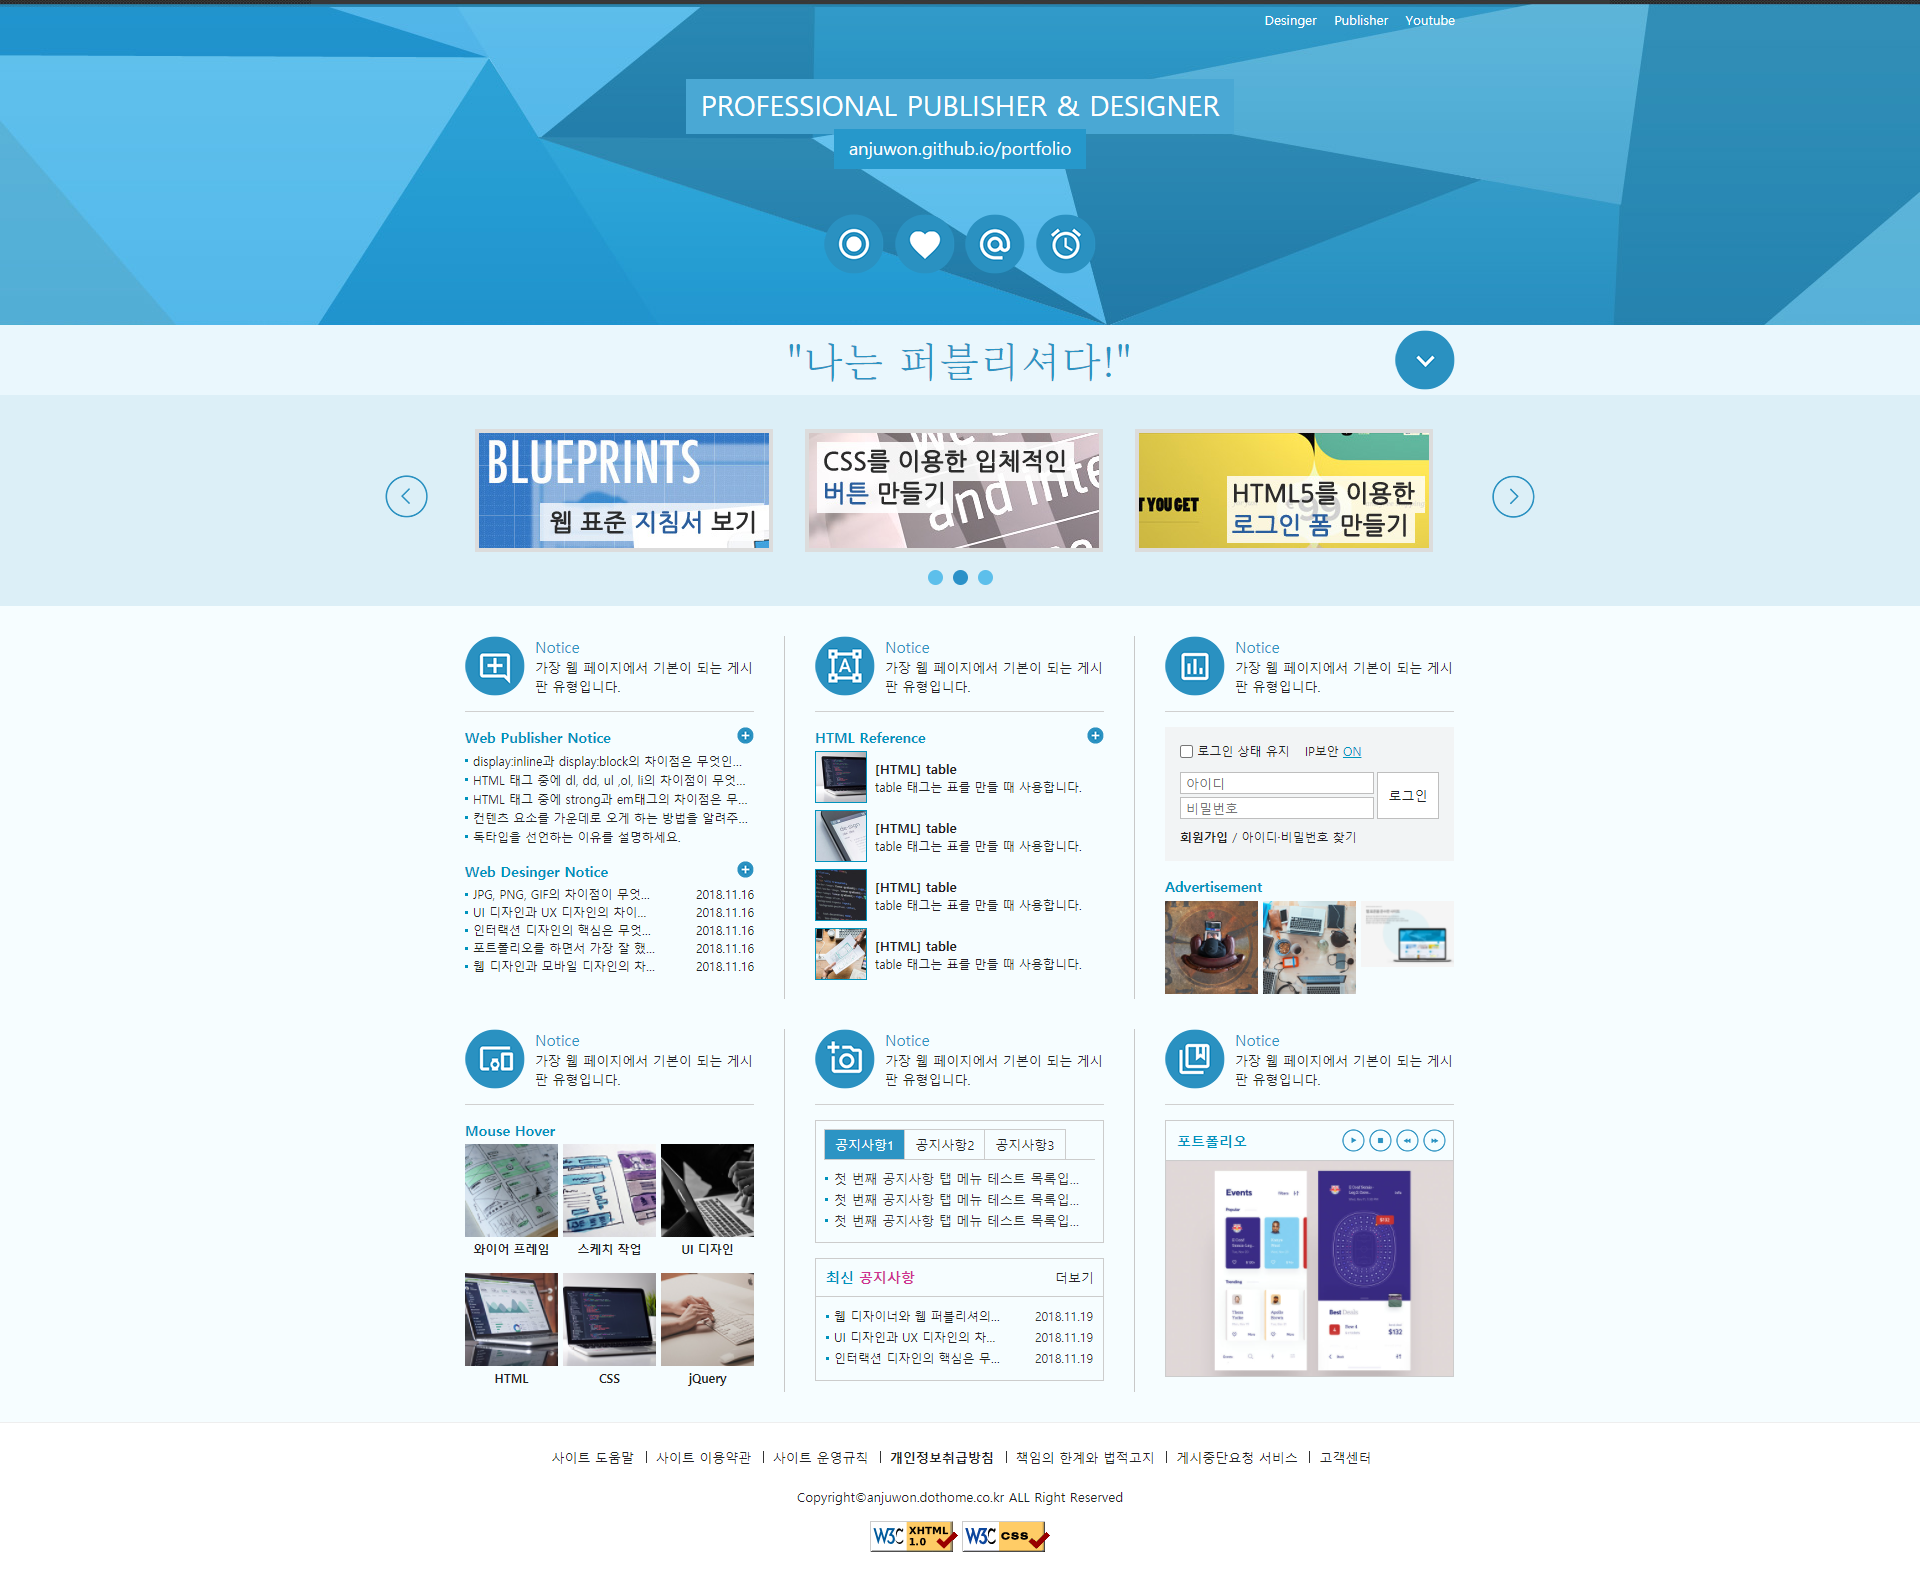 Desinger Publisher Youtube
PROFESSIONAL PUBLISHER & DESIGNER
anjuwon.github.io/portfolio
"나는 퍼블리셔다!"
BLUEPRINTS
웹 표준 지침서 보기
CSS를 이용한 입체적인
버튼 만들기
and inte
T YOU GET
HTML5를 이용한
로그인 폼 만들기
Notice
가장 웹 페이지에서 기본이 되는 게시
판 유형입니다.
Web Publisher Notice
display:inline과 display:block의 차이점은 무엇인...
HTML 태그 중에 dl, dd, ul ,ol, li의 차이점이 무엇...
HTML 태그 중에 strong과 em태그의 차이점은 무...
컨텐츠 요소를 가운데로 오게 하는 방법을 알려주...
독타입을 선언하는 이유를 설명하세요.
Web Desinger Notice
JPG, PNG, GIF의 차이점이 무엇... 2018.11.16
UI 디자인과 UX 디자인의 차이... 2018.11.16
인터랙션 디자인의 핵심은 무엇... 2018.11.16
포트폴리오를 하면서 가장 잘 했... 2018.11.16
웹 디자인과 모바일 디자인의 차... 2018.11.16
Notice
가장 웹 페이지에서 기본이 되는 게시
판 유형입니다.
HTML Reference
[HTML] table
table 태그는 표를 만들 때 사용합니다.
[HTML] table
table 태그는 표를 만들 때 사용합니다.
[HTML] table
table 태그는 표를 만들 때 사용합니다.
[HTML] table
table 태그는 표를 만들 때 사용합니다.
Notice
가장 웹 페이지에서 기본이 되는 게시
판 유형입니다.
로그인 상태 유지 IP보안 ON
아이디
비밀번호
로그인
회원가입 / 아이디·비밀번호 찾기
Advertisement
Notice
가장 웹 페이지에서 기본이 되는 게시
판 유형입니다.
Mouse Hover
와이어 프레임 스케치 작업 UI 디자인
HTML CSS jQuery
Notice
가장 웹 페이지에서 기본이 되는 게시
판 유형입니다.
공지사항1 공지사항2 공지사항3
첫 번째 공지사항 탭 메뉴 테스트 목록입...
첫 번째 공지사항 탭 메뉴 테스트 목록입...
첫 번째 공지사항 탭 메뉴 테스트 목록입...
최신 공지사항 더보기
웹 디자이너와 웹 퍼블리셔의... 2018.11.19
UI 디자인과 UX 디자인의 차... 2018.11.19
인터랙션 디자인의 핵심은 무... 2018.11.19
Notice
가장 웹 페이지에서 기본이 되는 게시
판 유형입니다.
포트폴리오
Events
Popular
Trending
Best Deals
$132
사이트 도움말 사이트 이용약관 사이트 운영규칙 개인정보취급방침 책임의 한계와 법적고지 게시중단요청 서비스 고객센터
Copyright©anjuwon.dothome.co.kr ALL Right Reserved
W3C XHTML 1.0 W3C CSS